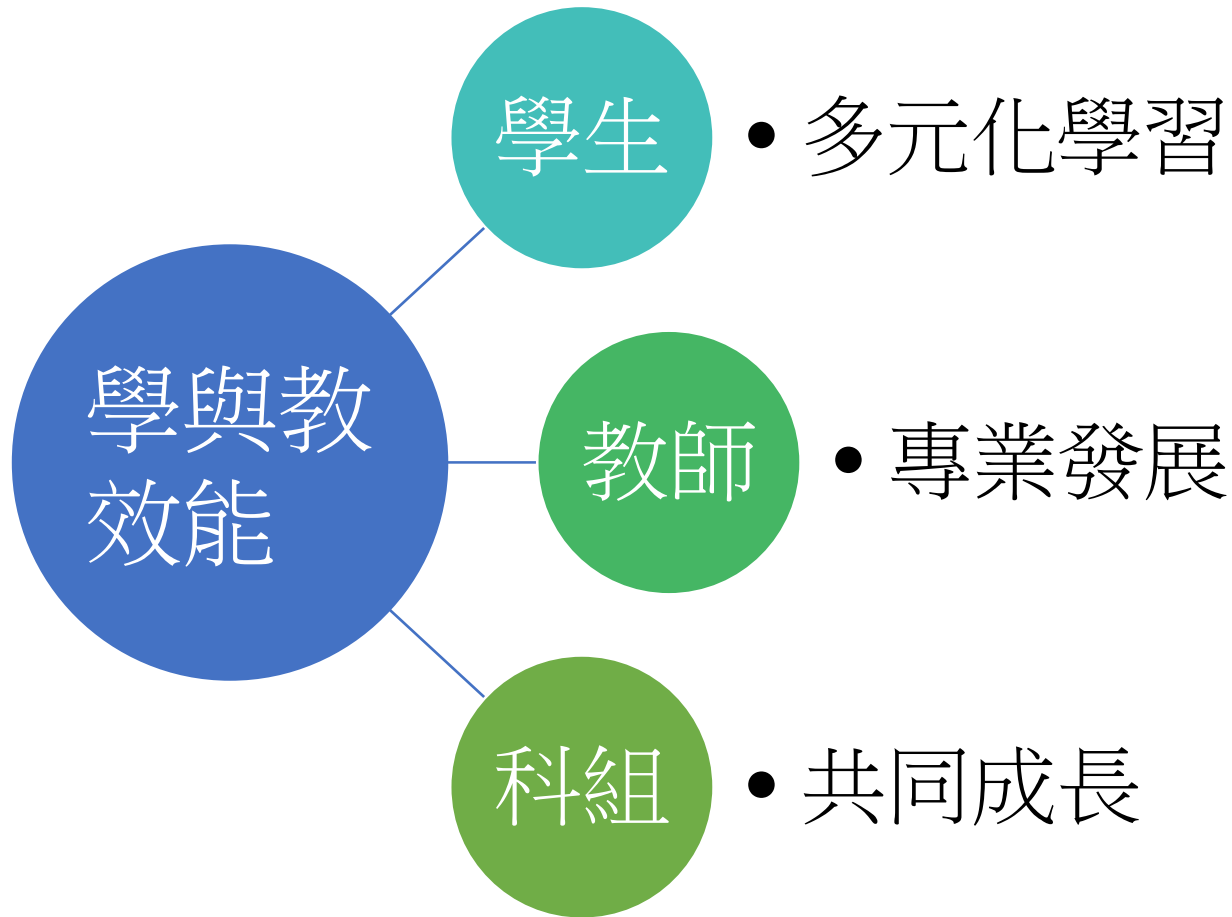 學與教
效能
學生
• 多元化學習
教師
• 專業發展
科組
• 共同成長